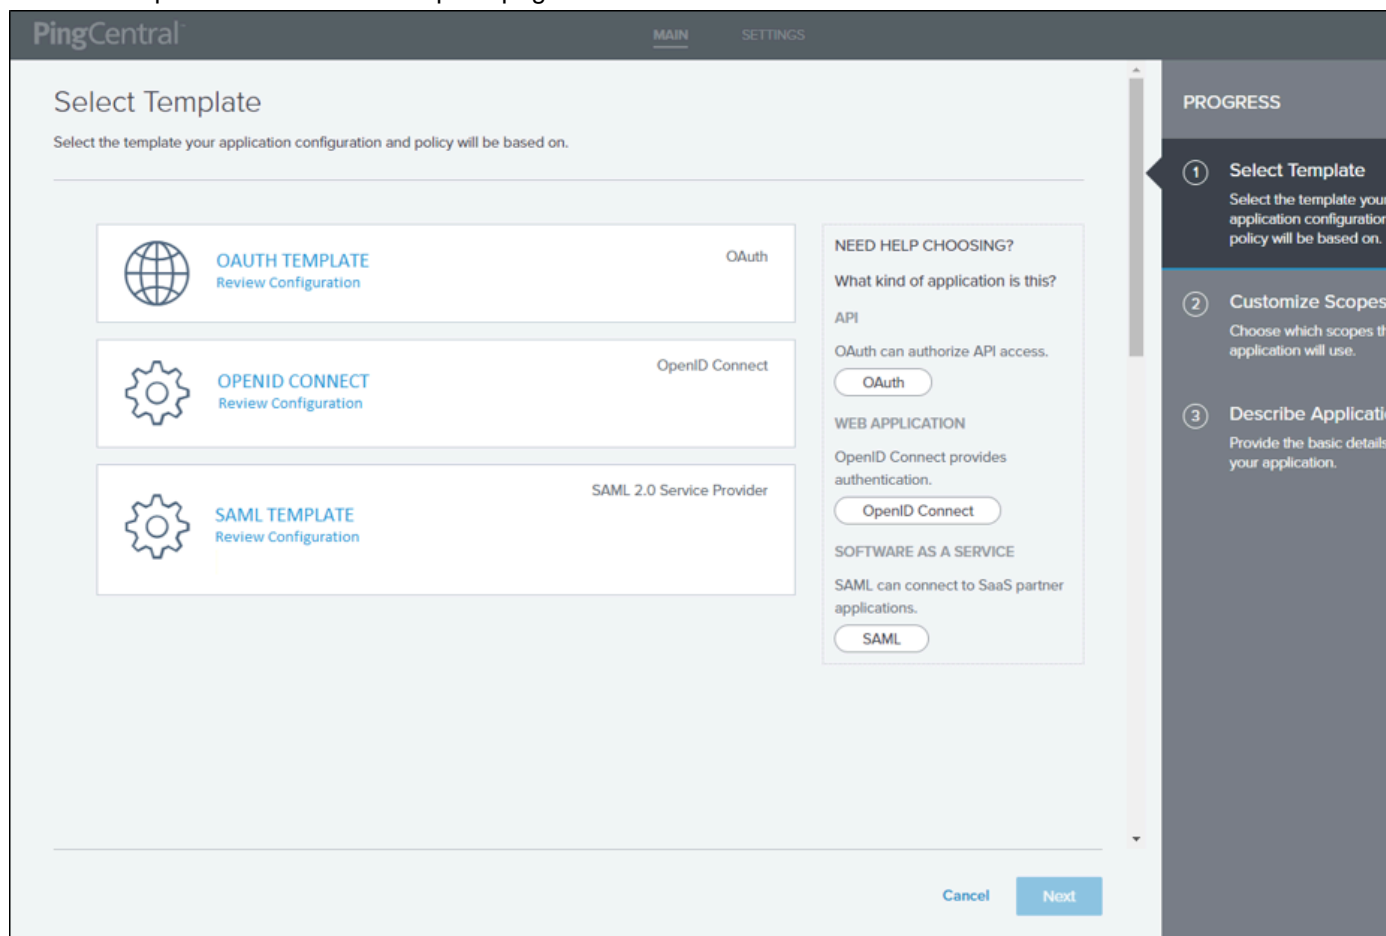 PingCentral
MAIN
SETTINGS
Select Template
Select the template your application configuration and policy will be based on.
OAUTH TEMPLATE
Review Configuration
OAuth
OPENID CONNECT
Review Configuration
OpenID Connect
SAML TEMPLATE
Review Configuration
SAML 2.0 Service Provider
NEED HELP CHOOSING?
What kind of application is this?
API
OAuth can authorize API access.
OAuth
WEB APPLICATION
OpenID Connect provides
authentication.
OpenID Connect
SOFTWARE AS A SERVICE
SAML can connect to SaaS partner
applications.
SAML
Cancel
Next
PROGRESS
1 Select Template
Select the template your
application configuration
policy will be based on.
2 Customize Scopes
Choose which scopes th
application will use.
3 Describe Applicati
Provide the basic details
your application.